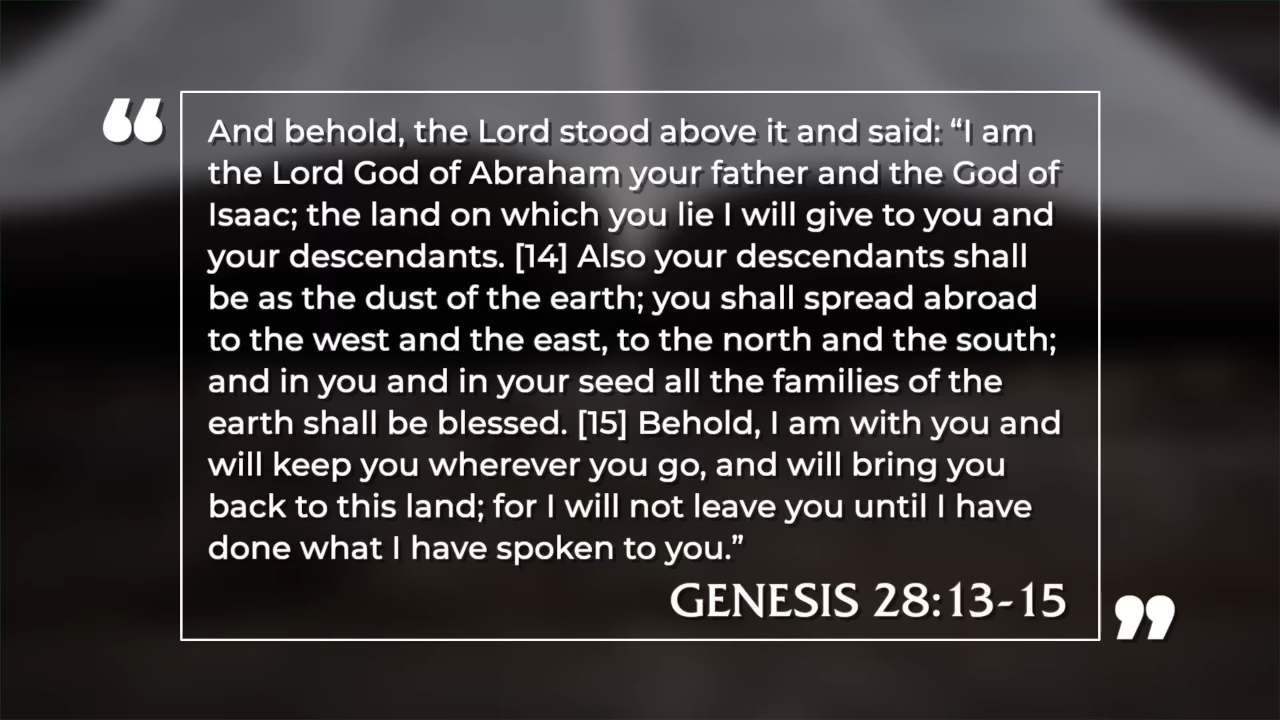 “
And behold, the Lord stood above it and said: “I am
the Lord God of Abraham your father and the God of
Isaac; the land on which you lie I will give to you and
your descendants. [14] Also your descendants shall
be as the dust of the earth; you shall spread abroad
to the west and the east, to the north and the south;
and in you and in your seed all the families of the
earth shall be blessed. [15] Behold, I am with you and
will keep you wherever you go, and will bring you
back to this land; for I will not leave you until I have
done what I have spoken to you.”
GENESIS 28:13-15
”